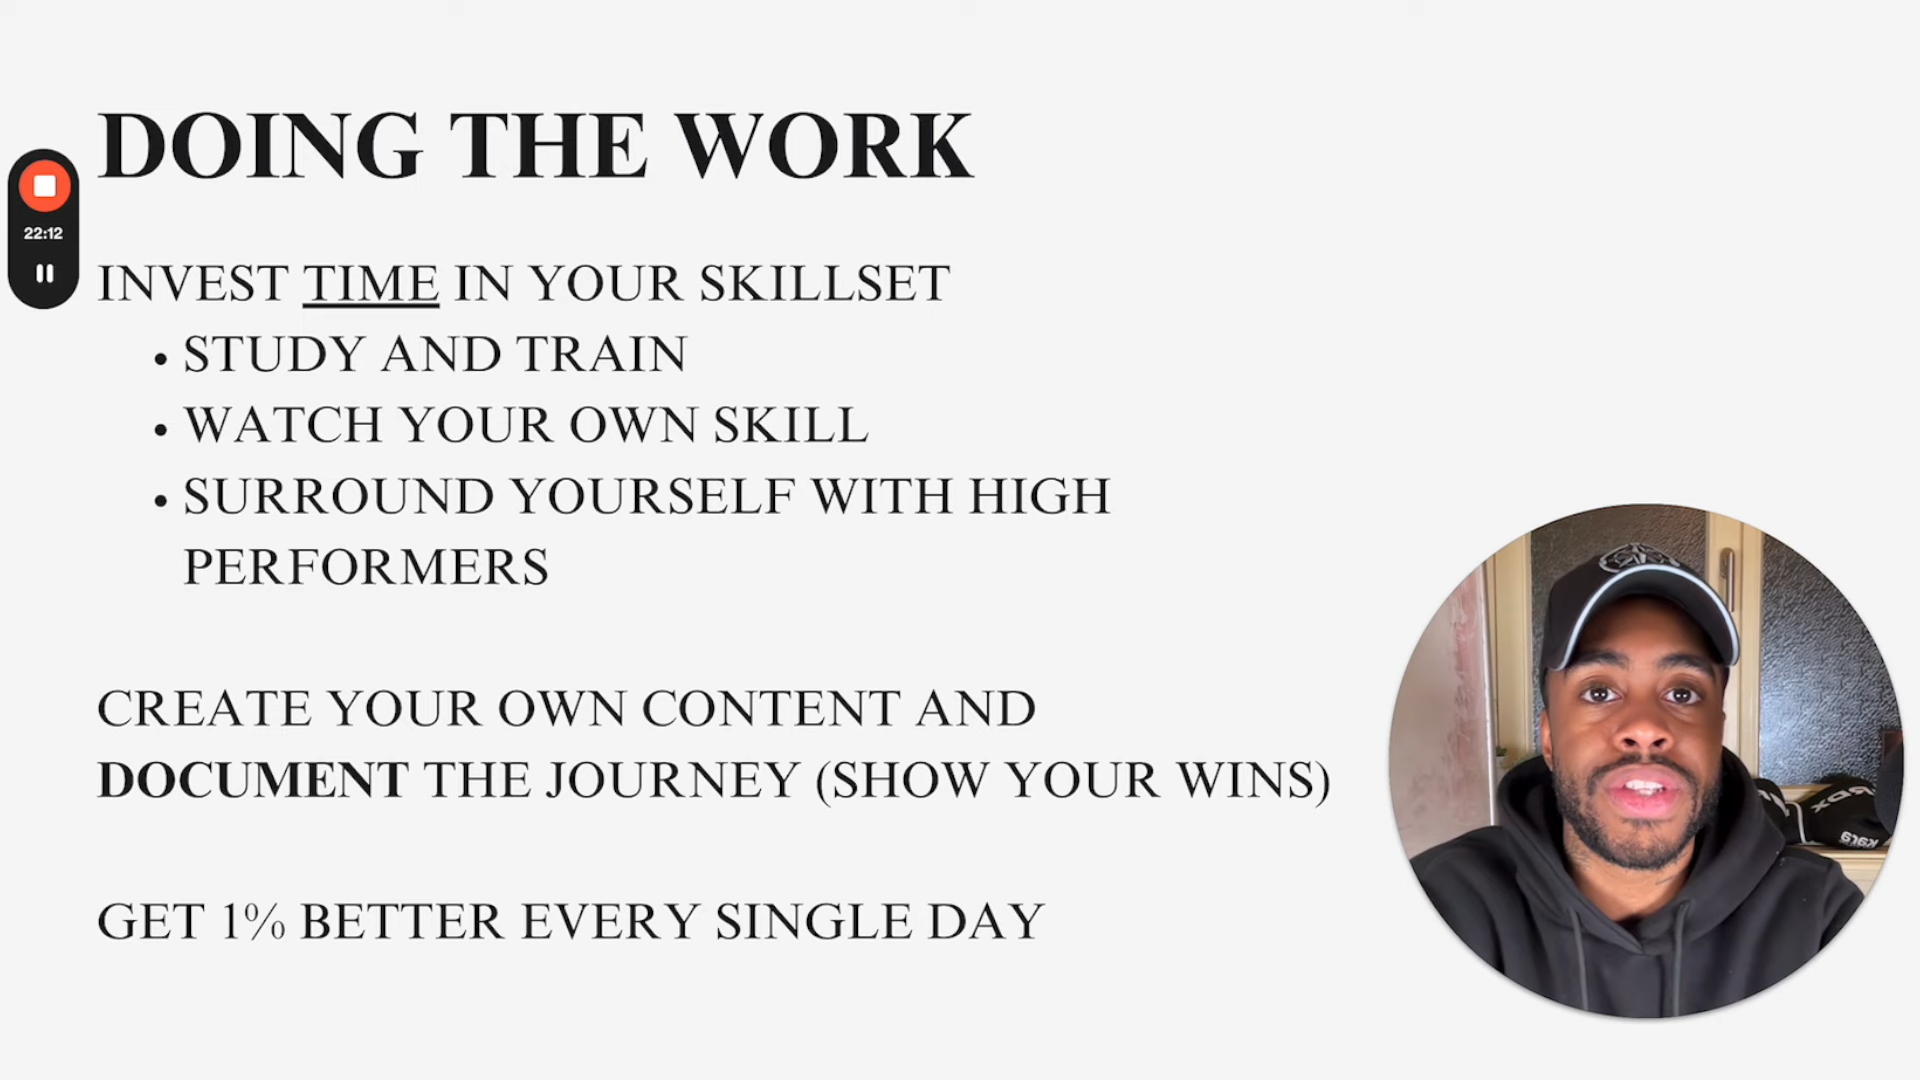 DOING THE WORK
22:12
INVEST TIME IN YOUR SKILLSET
• STUDY AND TRAIN
• WATCH YOUR OWN SKILL
• SURROUND YOURSELF WITH HIGH
PERFORMERS
CREATE YOUR OWN CONTENT AND
DOCUMENT THE JOURNEY (SHOW YOUR WINS)
GET 1% BETTER EVERY SINGLE DAY
RDX
kara